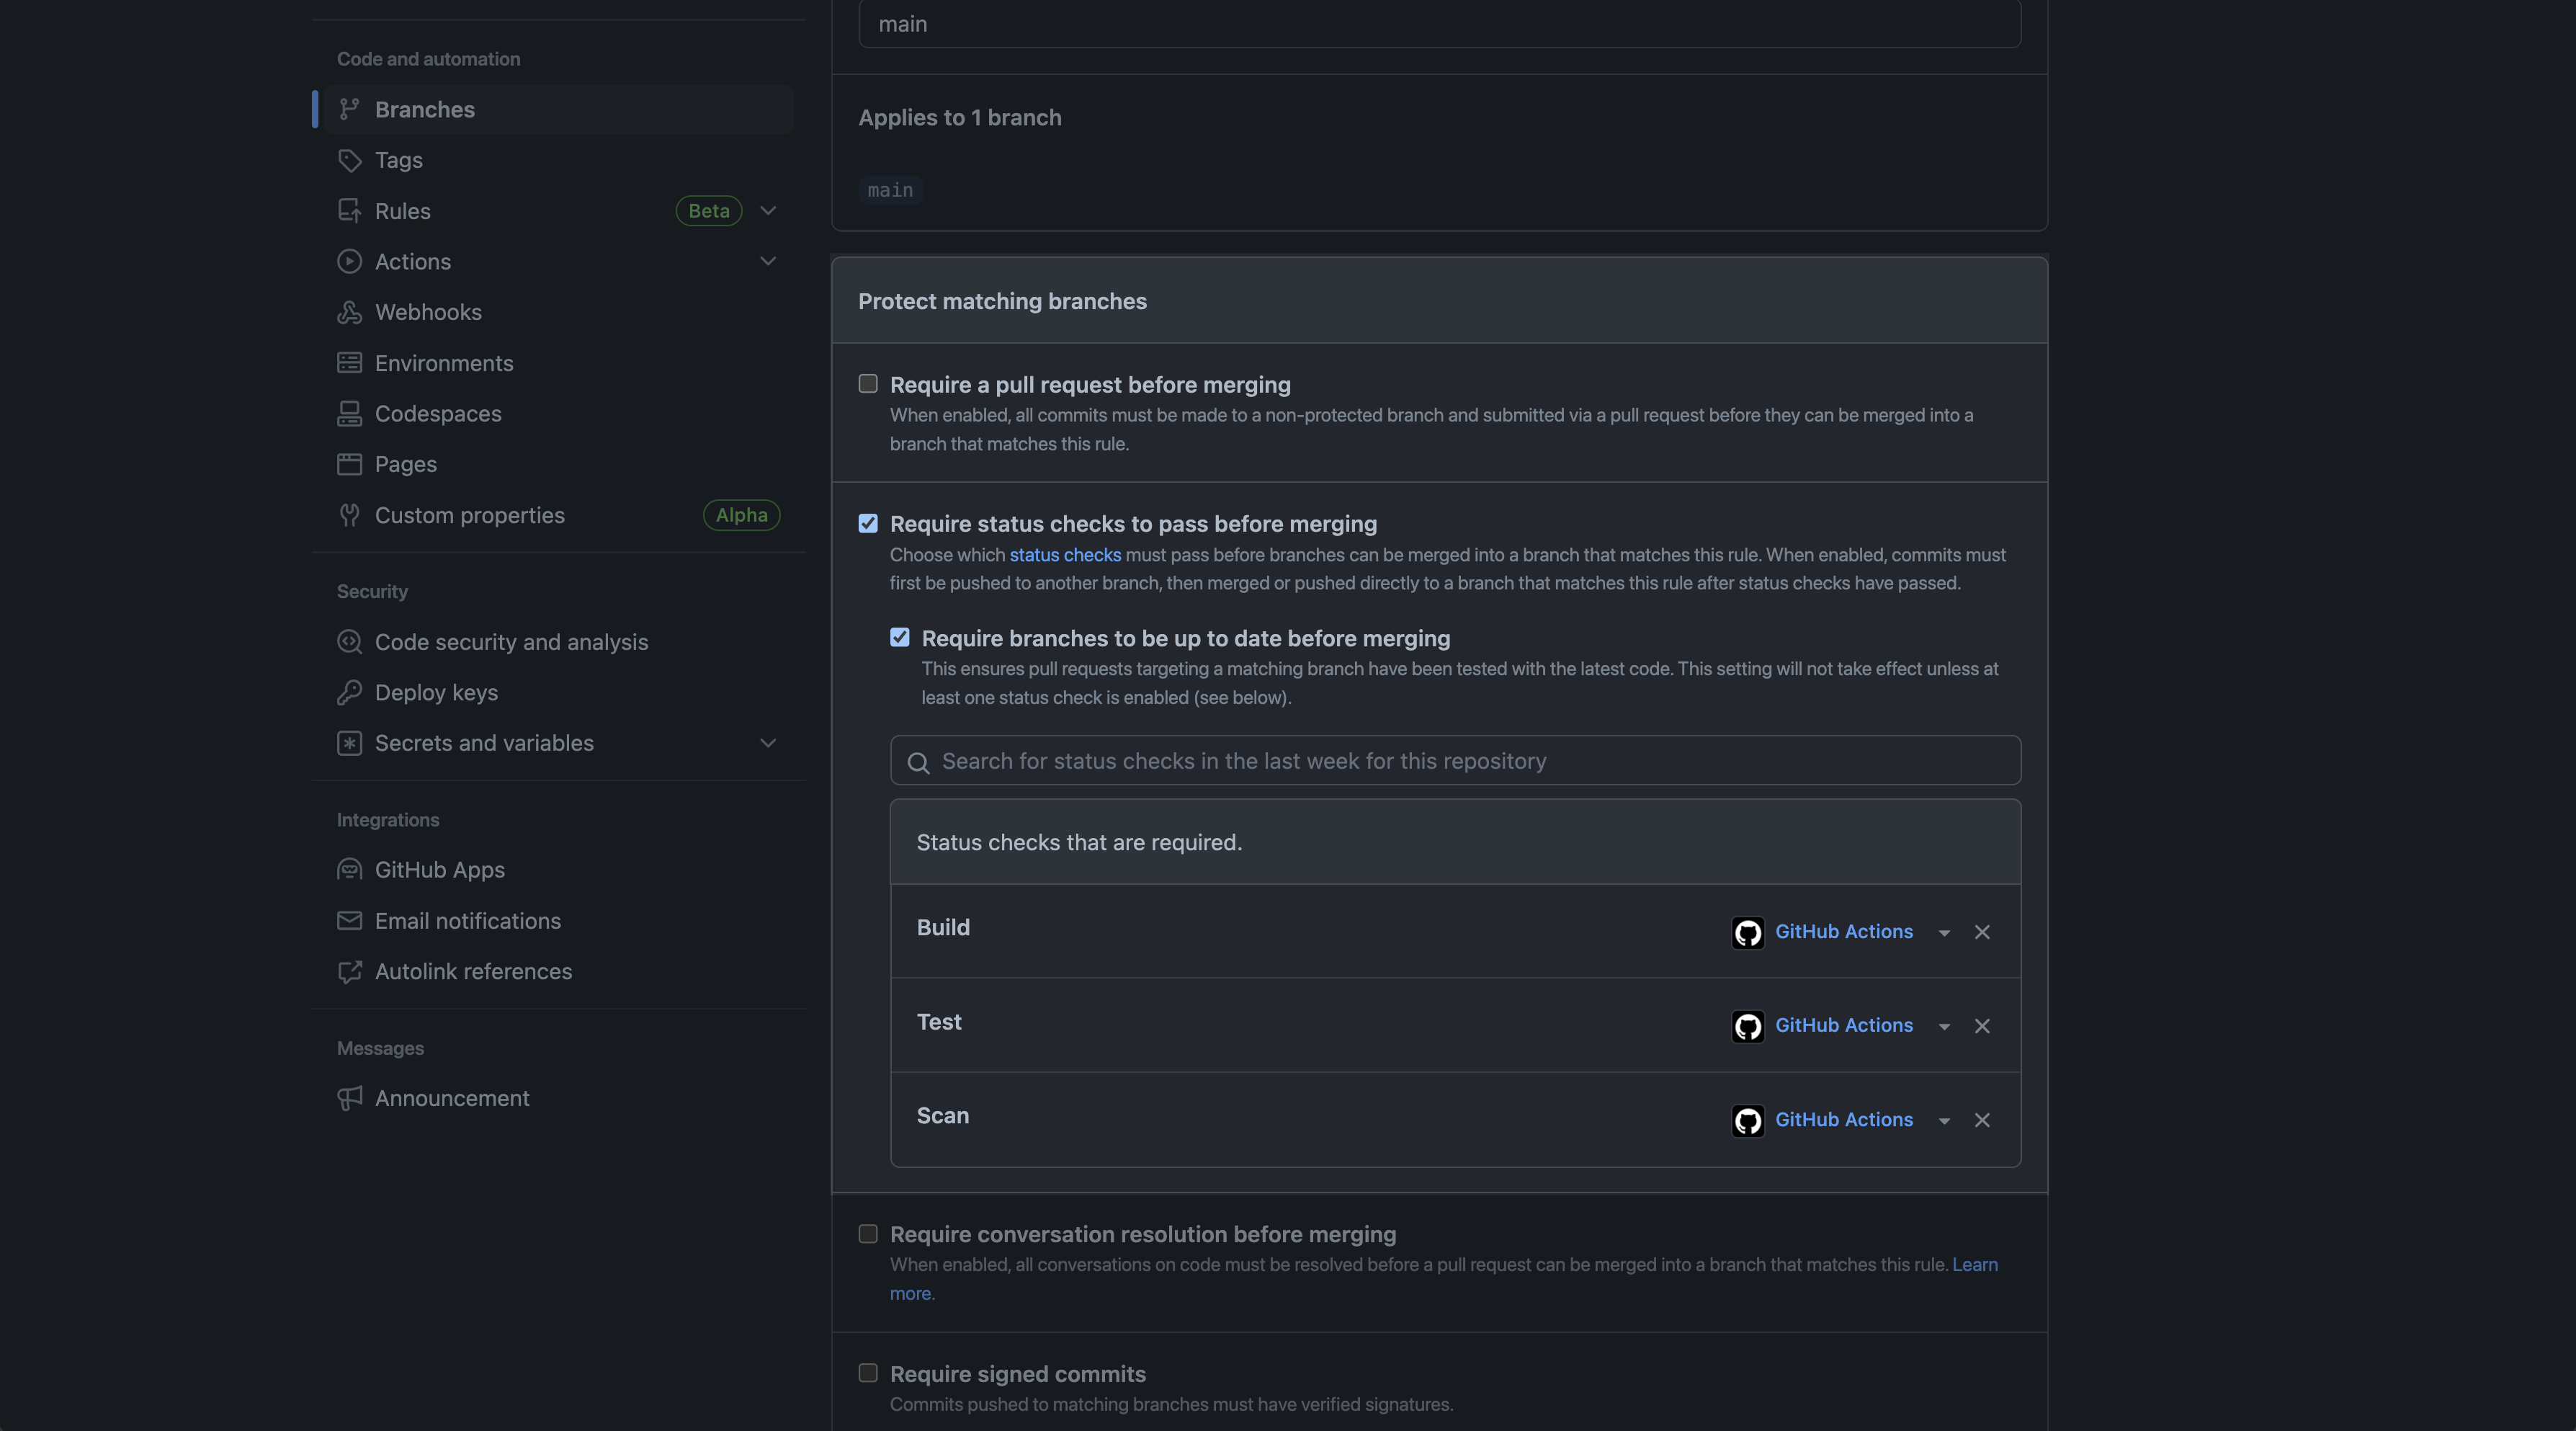 Code and automation
Branches
Tags
Rules Beta
Actions
Webhooks
Environments
Codespaces
Pages
Custom properties Alpha
Security
Code security and analysis
Deploy keys
Secrets and variables
Integrations
GitHub Apps
Email notifications
Autolink references
Messages
Announcement
main
Applies to 1 branch
main
Protect matching branches
Require a pull request before merging
When enabled, all commits must be made to a non-protected branch and submitted via a pull request before they can be merged into a
branch that matches this rule.
Require status checks to pass before merging
Choose which status checks must pass before branches can be merged into a branch that matches this rule. When enabled, commits must
first be pushed to another branch, then merged or pushed directly to a branch that matches this rule after status checks have passed.
Require branches to be up to date before merging
This ensures pull requests targeting a matching branch have been tested with the latest code. This setting will not take effect unless at
least one status check is enabled (see below).
Search for status checks in the last week for this repository
Status checks that are required.
Build GitHub Actions
Test GitHub Actions
Scan GitHub Actions
Require conversation resolution before merging
When enabled, all conversations on code must be resolved before a pull request can be merged into a branch that matches this rule. Learn
more.
Require signed commits
Commits pushed to matching branches must have verified signatures.